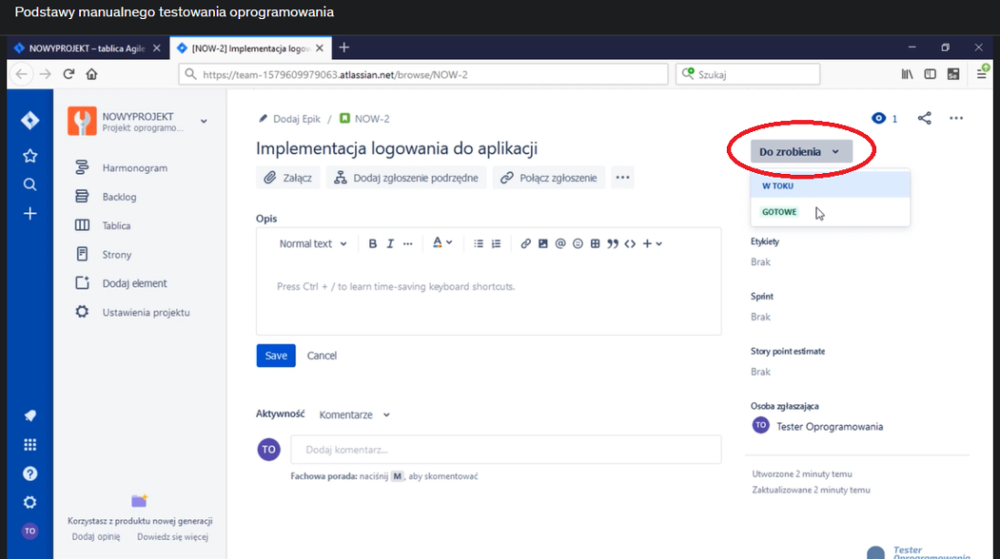 Podstawy manualnego testowania oprogramowania
NOWYPROJEKT – tablica Agile
[NOW-2] Implementacja logow
https://team-1579609979063.atlassian.net/browse/NOW-2
Szukaj
NOWYPROJEKT
Projekt oprogramo...
Harmonogram
Backlog
Tablica
Strony
Dodaj element
Ustawienia projektu
Korzystasz z produktu nowej generacji
Dodaj opinię Dowiedz się więcej
TO
Dodaj Epik / NOW-2
Implementacja logowania do aplikacji
Załącz Dodaj zgłoszenie podrzędne Połącz zgłoszenie
Opis
Normal text B I A
Press Ctrl + / to learn time-saving keyboard shortcuts.
Save Cancel
Aktywność Komentarze
TO Dodaj komentarz...
Fachowa porada: naciśnij M, aby skomentować
1
Do zrobienia
W TOKU
GOTOWE
Etykiety
Brak
Sprint
Brak
Story point estimate
Brak
Osoba zgłaszająca
TO Tester Oprogramowania
Utworzone 2 minuty temu
Zaktualizowane 2 minuty temu
Tester
Oprogramowania